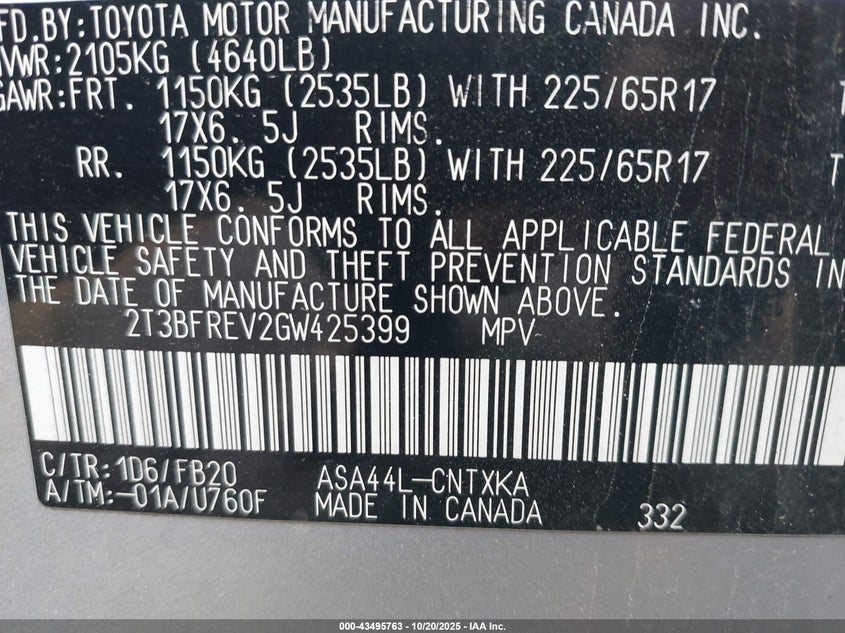 FD.BY:TOYOTA MOTOR MANUFACTURING CANADA INC.
VWR:2105KG (4640LB)
GAWR:FRT. 1150KG (2535LB) WITH 225/65R17 T
17X6. 5J RIMS.
RR. 1150KG (2535LB) WITH 225/65R17 T
17X6. 5J RIMS.
THIS VEHICLE CONFORMS TO ALL APPLICABLE FEDERAL
VEHICLE SAFETY AND THEFT PREVENTION STANDARDS IN
THE DATE OF MANUFACTURE SHOWN ABOVE.
2T3BFREV2GW425399 MPV
C/TR:1D6/FB20 ASA44L-CNTXKA
A/TM:-01A/U760F MADE IN CANADA 332
000-43495763 | 10/20/2025 | IAA Inc.